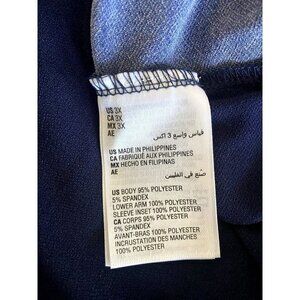 US 3X
CA 3X
MX 3X
AE
قياس واسع 3 اكس
US MADE IN PHILIPPINES
CA FABRIQUÉ AUX PHILIPPINES
MX HECHO EN FILIPINAS
AE
صنع في الفلبين
US BODY 95% POLYESTER
5% SPANDEX
LOWER ARM 100% POLYESTER
SLEEVE INSET 100% POLYESTER
CA CORPS 95% POLYESTER
5% SPANDEX
AVANT-BRAS 100% POLYESTER
INCRUSTATION DES MANCHES
100% POLYESTER